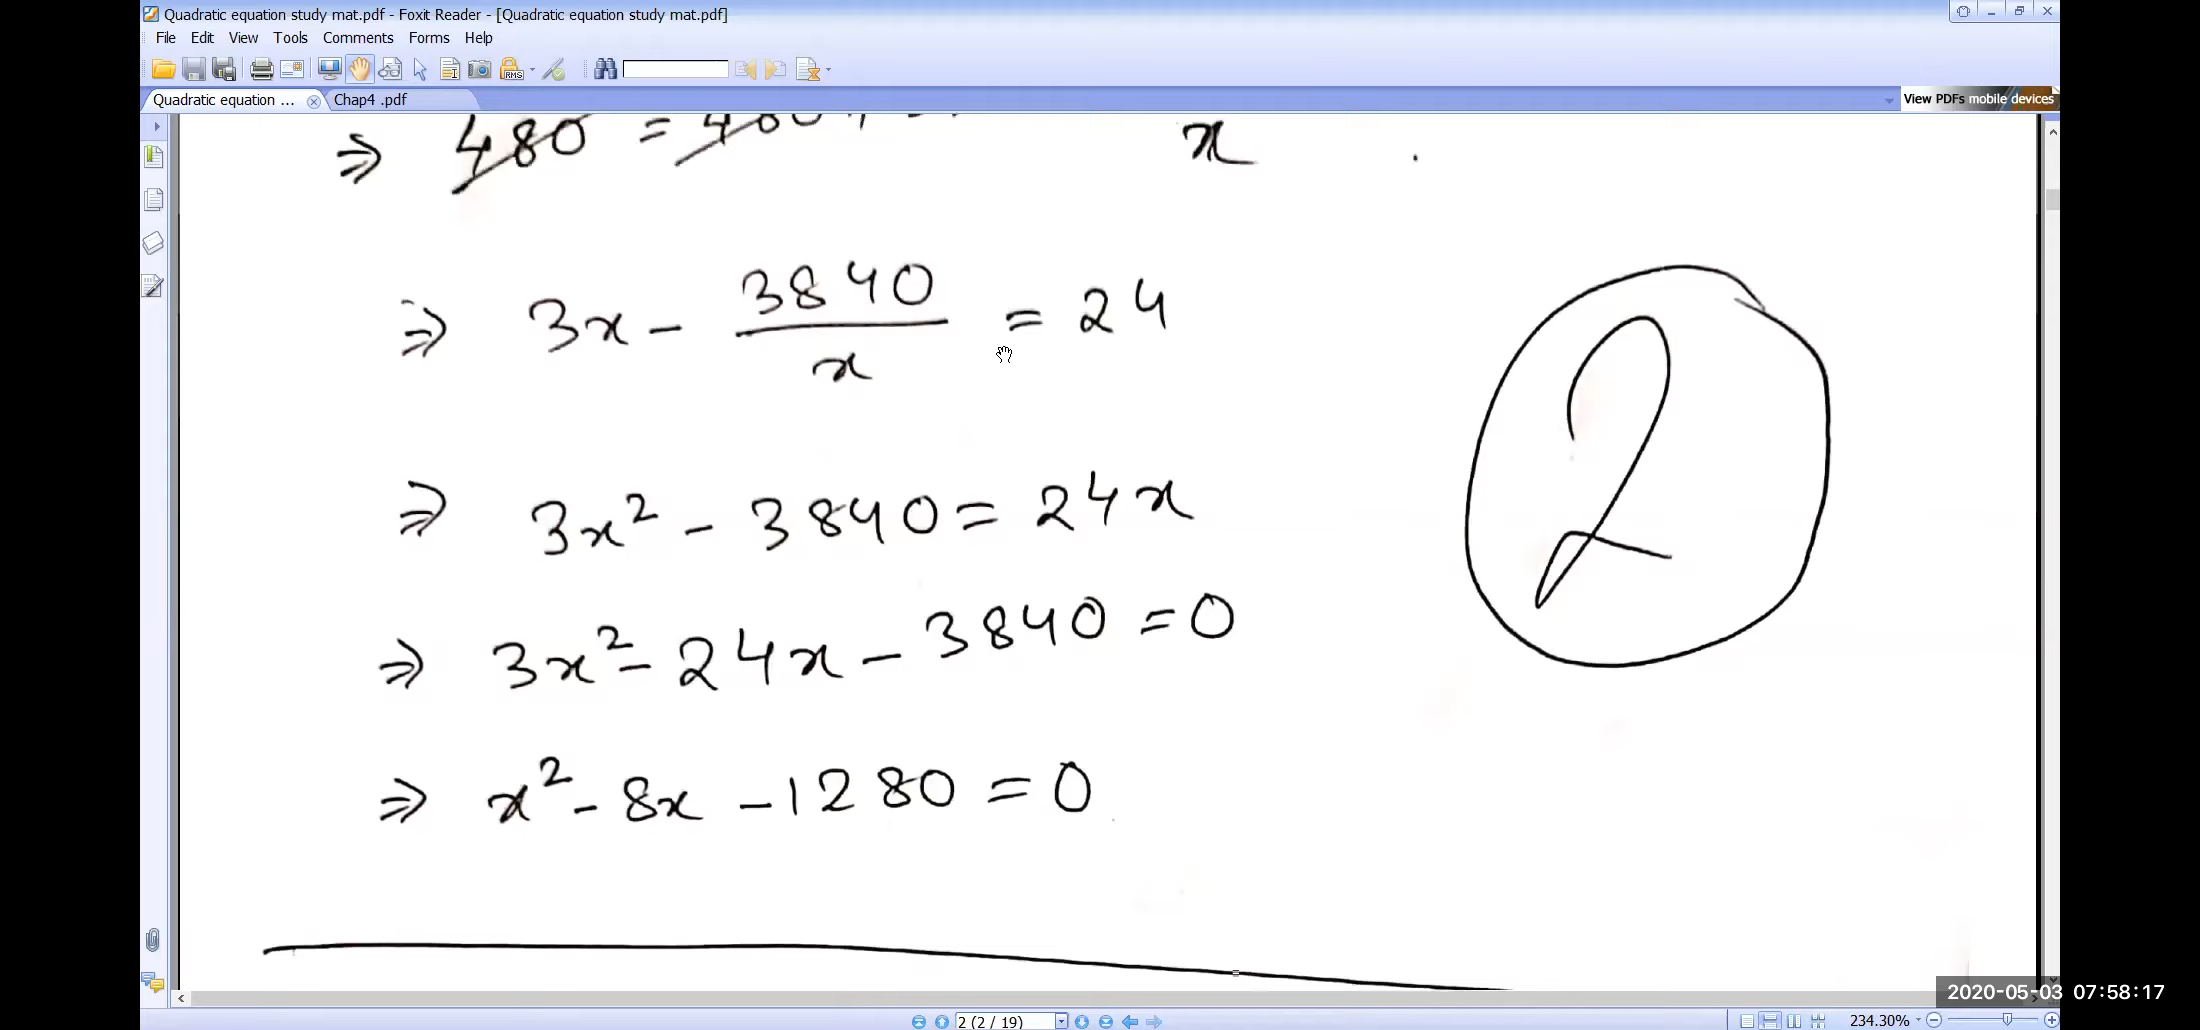 Quadratic equation study mat.pdf - Foxit Reader - [Quadratic equation study mat.pdf]
File Edit View Tools Comments Forms Help
RMS
Quadratic equation ... Chap4 .pdf
View PDFs mobile devices
⇒ 480 = x
⇒ 3x - 3840/x = 24
⇒ 3x² - 3840 = 24x
⇒ 3x² - 24x - 3840 = 0
⇒ x² - 8x - 1280 = 0
2
2020-05-03 07:58:17
2 (2 / 19)
234.30%